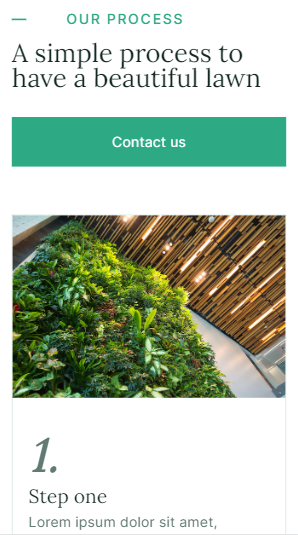 OUR PROCESS
A simple process to
have a beautiful lawn
Contact us
1.
Step one
Lorem ipsum dolor sit amet,